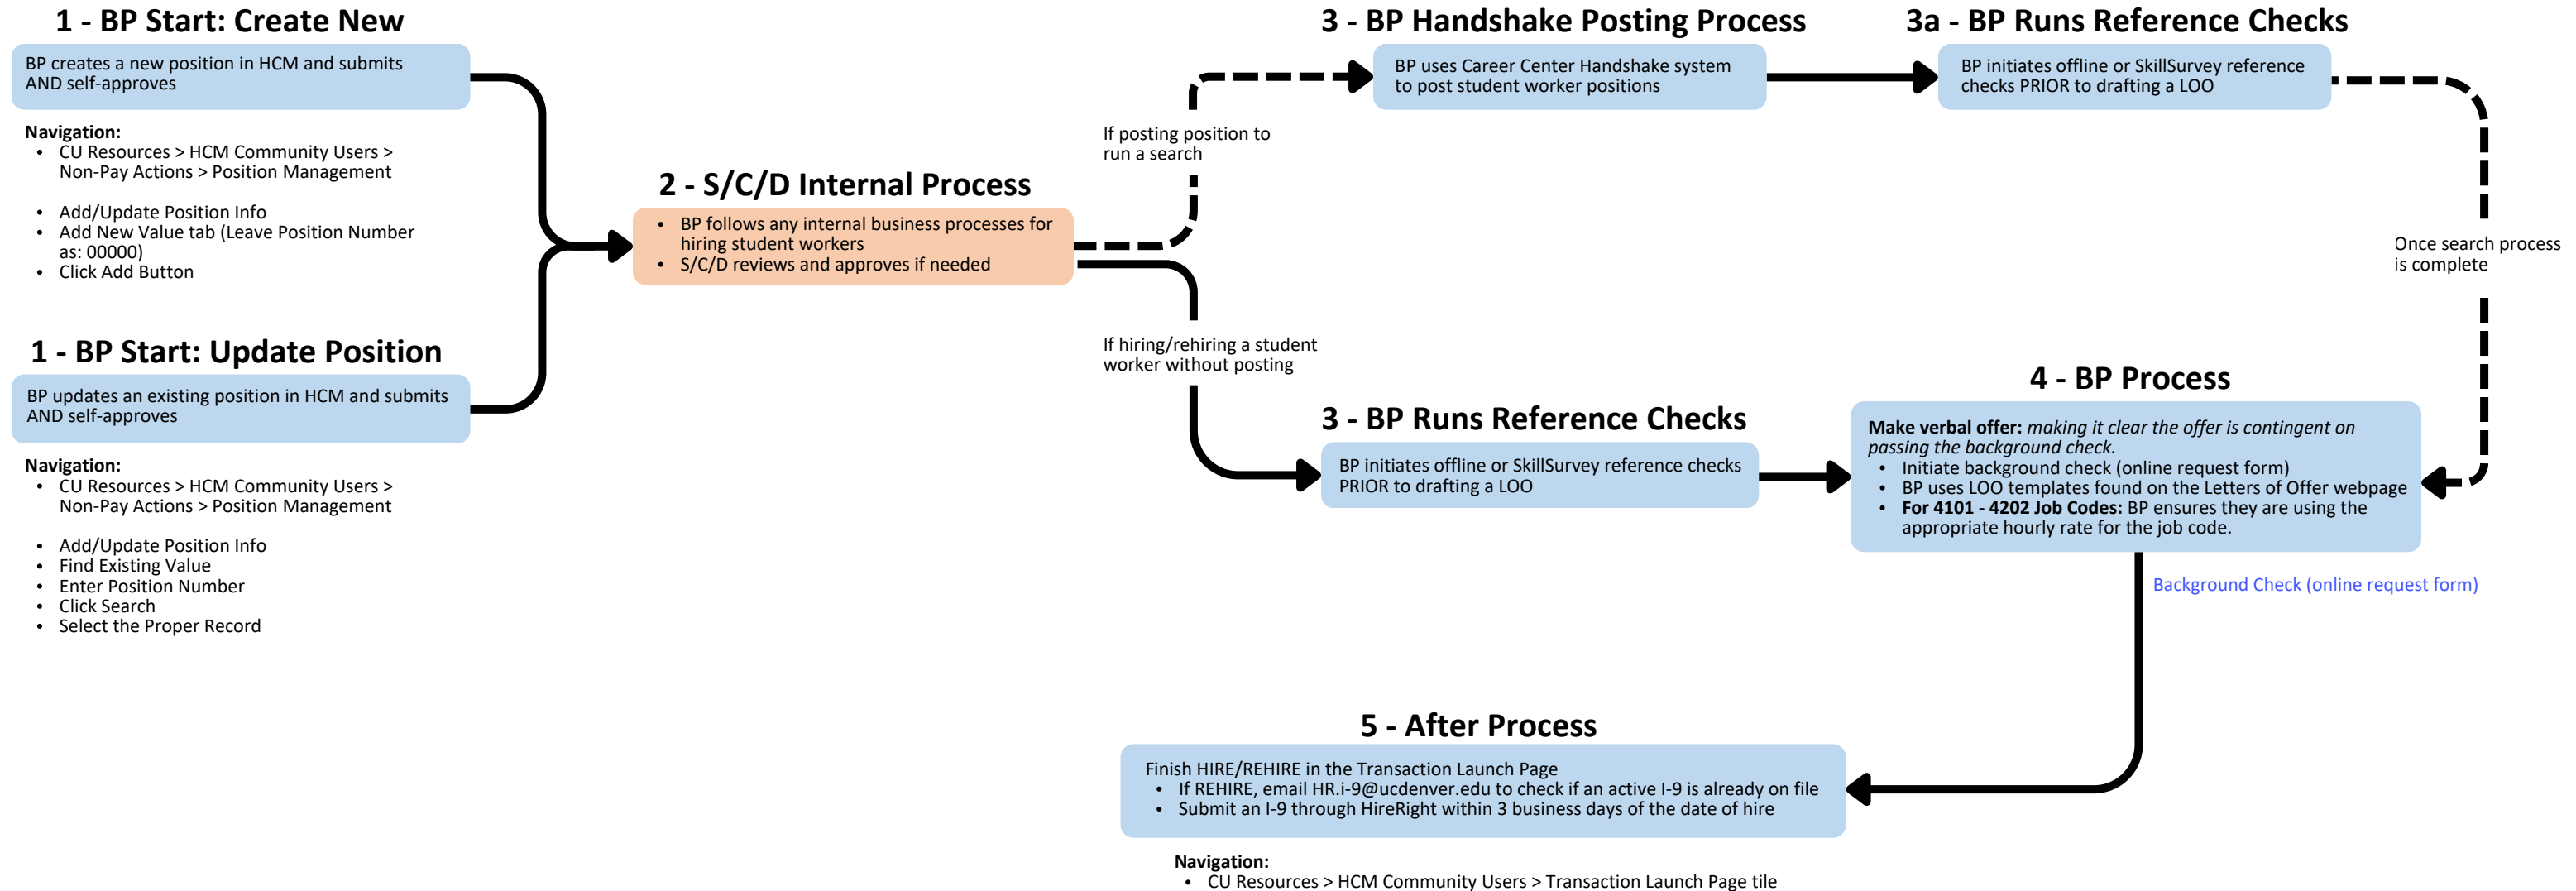 1 - BP Start: Create New
BP creates a new position in HCM and submits
AND self-approves
Navigation:
• CU Resources > HCM Community Users >
Non-Pay Actions > Position Management
• Add/Update Position Info
• Add New Value tab (Leave Position Number
as: 00000)
• Click Add Button
1 - BP Start: Update Position
BP updates an existing position in HCM and submits
AND self-approves
Navigation:
• CU Resources > HCM Community Users >
Non-Pay Actions > Position Management
• Add/Update Position Info
• Find Existing Value
• Enter Position Number
• Click Search
• Select the Proper Record
2 - S/C/D Internal Process
• BP follows any internal business processes for
hiring student workers
• S/C/D reviews and approves if needed
If posting position to
run a search
3 - BP Handshake Posting Process
BP uses Career Center Handshake system
to post student worker positions
3a - BP Runs Reference Checks
BP initiates offline or SkillSurvey reference
checks PRIOR to drafting a LOO
Once search process
is complete
If hiring/rehiring a student
worker without posting
3 - BP Runs Reference Checks
BP initiates offline or SkillSurvey reference checks
PRIOR to drafting a LOO
4 - BP Process
Make verbal offer: making it clear the offer is contingent on
passing the background check.
• Initiate background check (online request form)
• BP uses LOO templates found on the Letters of Offer webpage
• For 4101 - 4202 Job Codes: BP ensures they are using the
appropriate hourly rate for the job code.
Background Check (online request form)
5 - After Process
Finish HIRE/REHIRE in the Transaction Launch Page
• If REHIRE, email HR.i-9@ucdenver.edu to check if an active I-9 is already on file
• Submit an I-9 through HireRight within 3 business days of the date of hire
Navigation:
• CU Resources > HCM Community Users > Transaction Launch Page tile